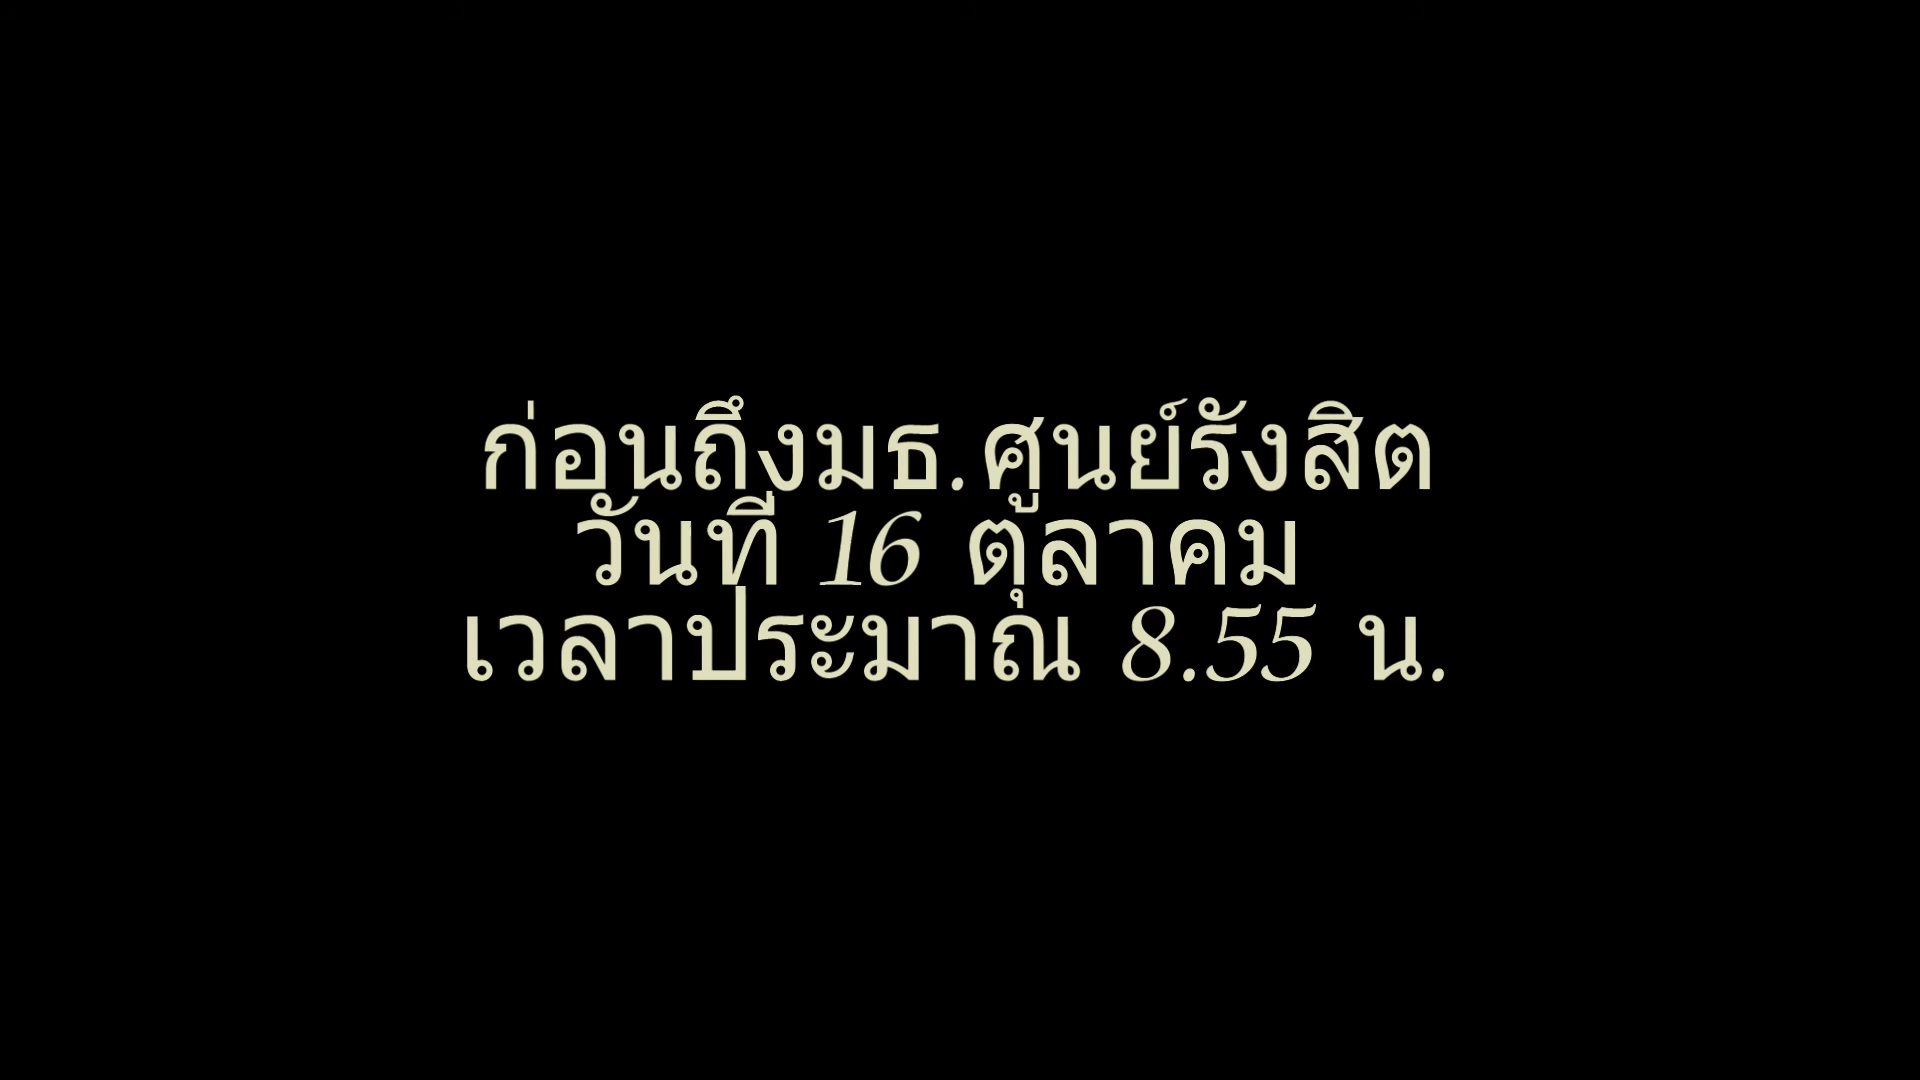 ก่อนถึงมธ.ศูนย์รังสิต
วันที่ 16 ตุลาคม
เวลาประมาณ 8.55 น.